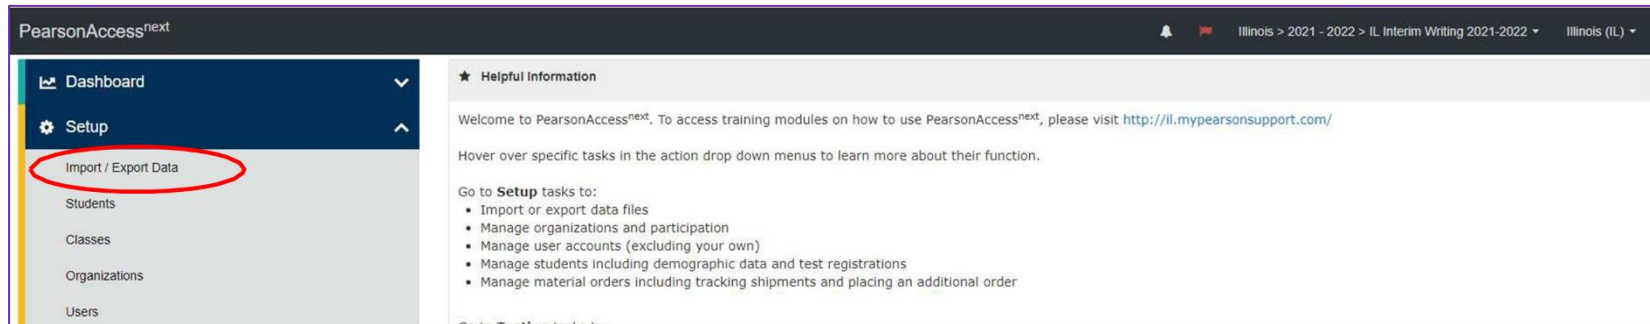 PearsonAccessnext
Illinois > 2021 - 2022 > IL Interim Writing 2021-2022
Illinois (IL)
Dashboard
Setup
Import / Export Data
Students
Classes
Organizations
Users
★ Helpful Information
Welcome to PearsonAccessnext. To access training modules on how to use PearsonAccessnext, please visit http://il.mypearsonsupport.com/
Hover over specific tasks in the action drop down menus to learn more about their function.
Go to Setup tasks to:
• Import or export data files
• Manage organizations and participation
• Manage user accounts (excluding your own)
• Manage students including demographic data and test registrations
• Manage material orders including tracking shipments and placing an additional order